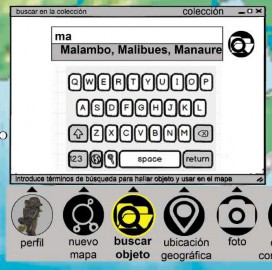 buscar en la colección
colección
ma
Malambo, Malibues, Manaure
Q W E R T Y U I O P
A S D F G H J K L
Z X C V B N M
123 space return
introduce términos de búsqueda para hallar objeto y usar en el mapa
perfil
nuevo mapa
buscar objeto
ubicación geográfica
foto